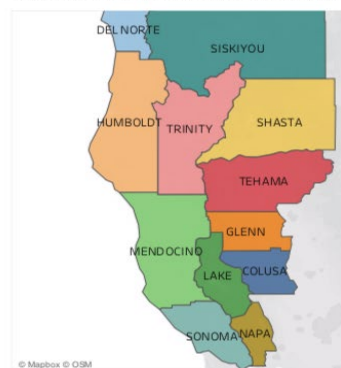 DEL NORTE
SISKIYOU
HUMBOLDT
TRINITY
SHASTA
TEHAMA
GLENN
MENDOCINO
LAKE
COLUSA
SONOMA
NAPA
© Mapbox © OSM